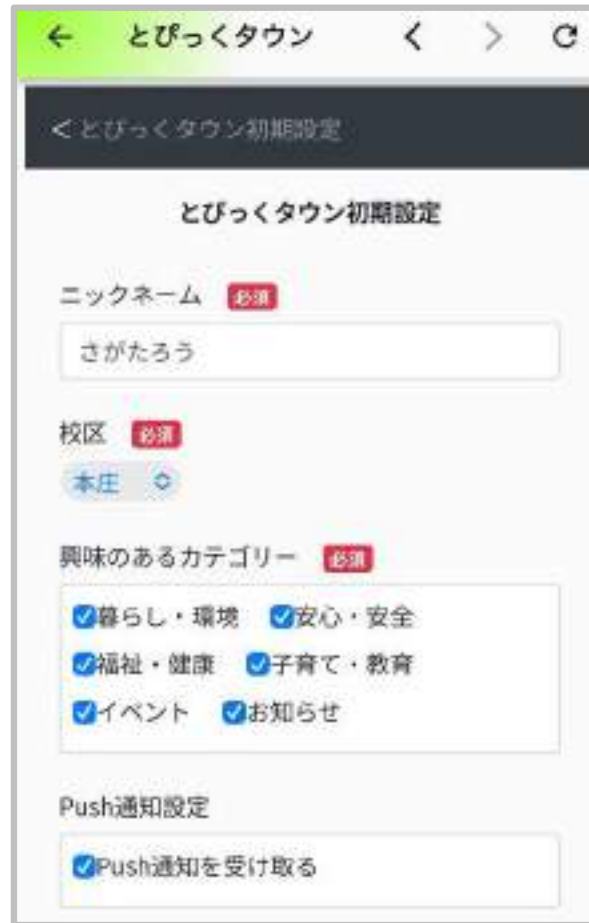 ← とぴっくタウン < > C
<とぴっくタウン初期設定
とぴっくタウン初期設定
ニックネーム 必須
さがたろう
校区 必須
本庄
興味のあるカテゴリー 必須
暮らし・環境 安心・安全
福祉・健康 子育て・教育
イベント お知らせ
Push通知設定
Push通知を受け取る